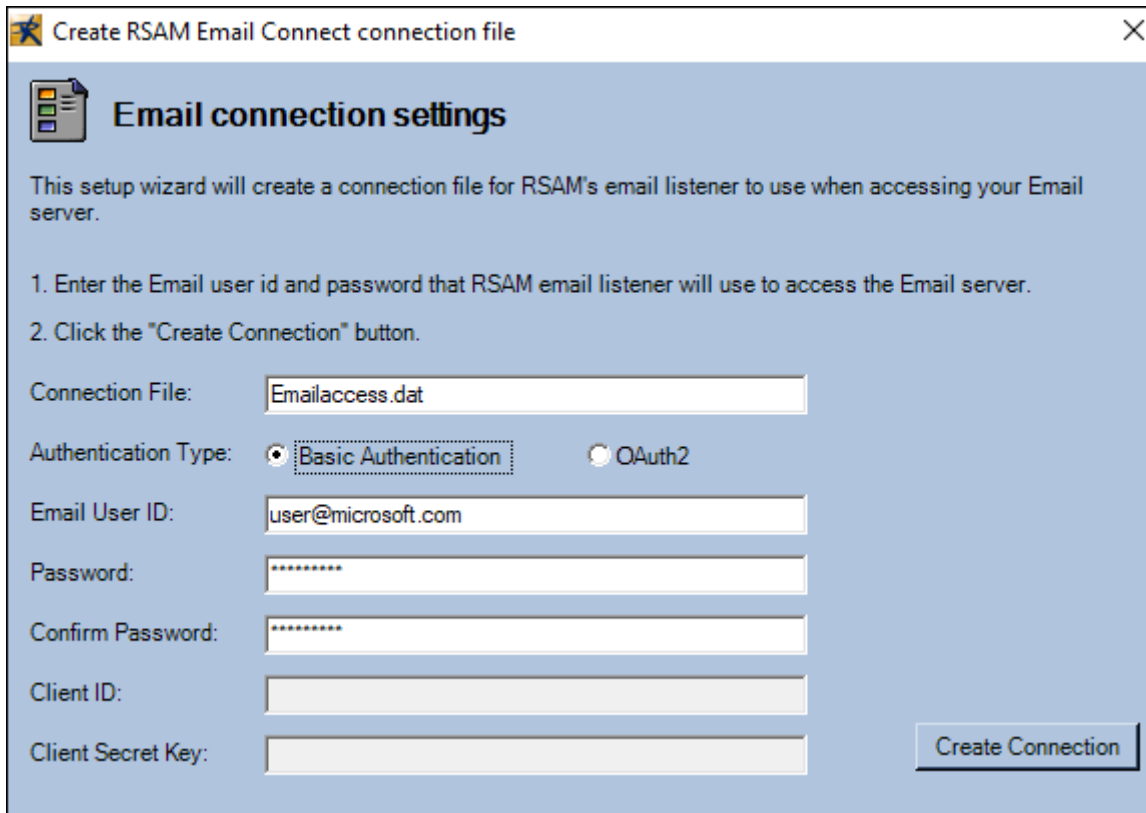 Create RSAM Email Connect connection file
Email connection settings
This setup wizard will create a connection file for RSAM's email listener to use when accessing your Email
server.
1. Enter the Email user id and password that RSAM email listener will use to access the Email server.
2. Click the "Create Connection" button.
Connection File: Emailaccess.dat
Authentication Type: Basic Authentication OAuth2
Email User ID: user@microsoft.com
Password: *********
Confirm Password: *********
Client ID:
Client Secret Key:
Create Connection